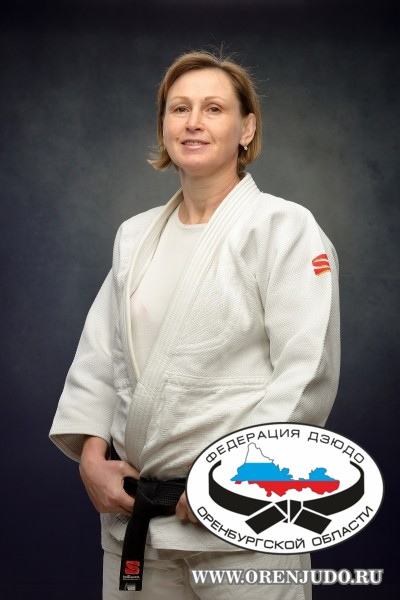 ФЕДЕРАЦИЯ ДЗЮДО
ОРЕНБУРГСКОЙ ОБЛАСТИ
WWW.ORENJUDO.RU